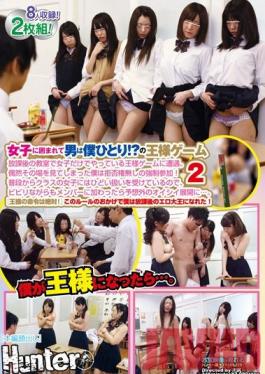 8人収録!
2枚組!
女子に囲まれて男は僕ひとり!?の王様ゲーム
2
放課後の教室で女子だけでやっている王様ゲームに遭遇。
偶然その場を見てしまった僕は拒否権無しの強制参加!
普段からクラスの女子にはひどい扱いを受けているので、
ビビりながらもメンバーに加わったら予想外のオイシイ展開に…。
王様の命令は絶対!このルールのおかげで僕は放課後のエロ大王になれた!
僕が王様になったら…。
Hunter